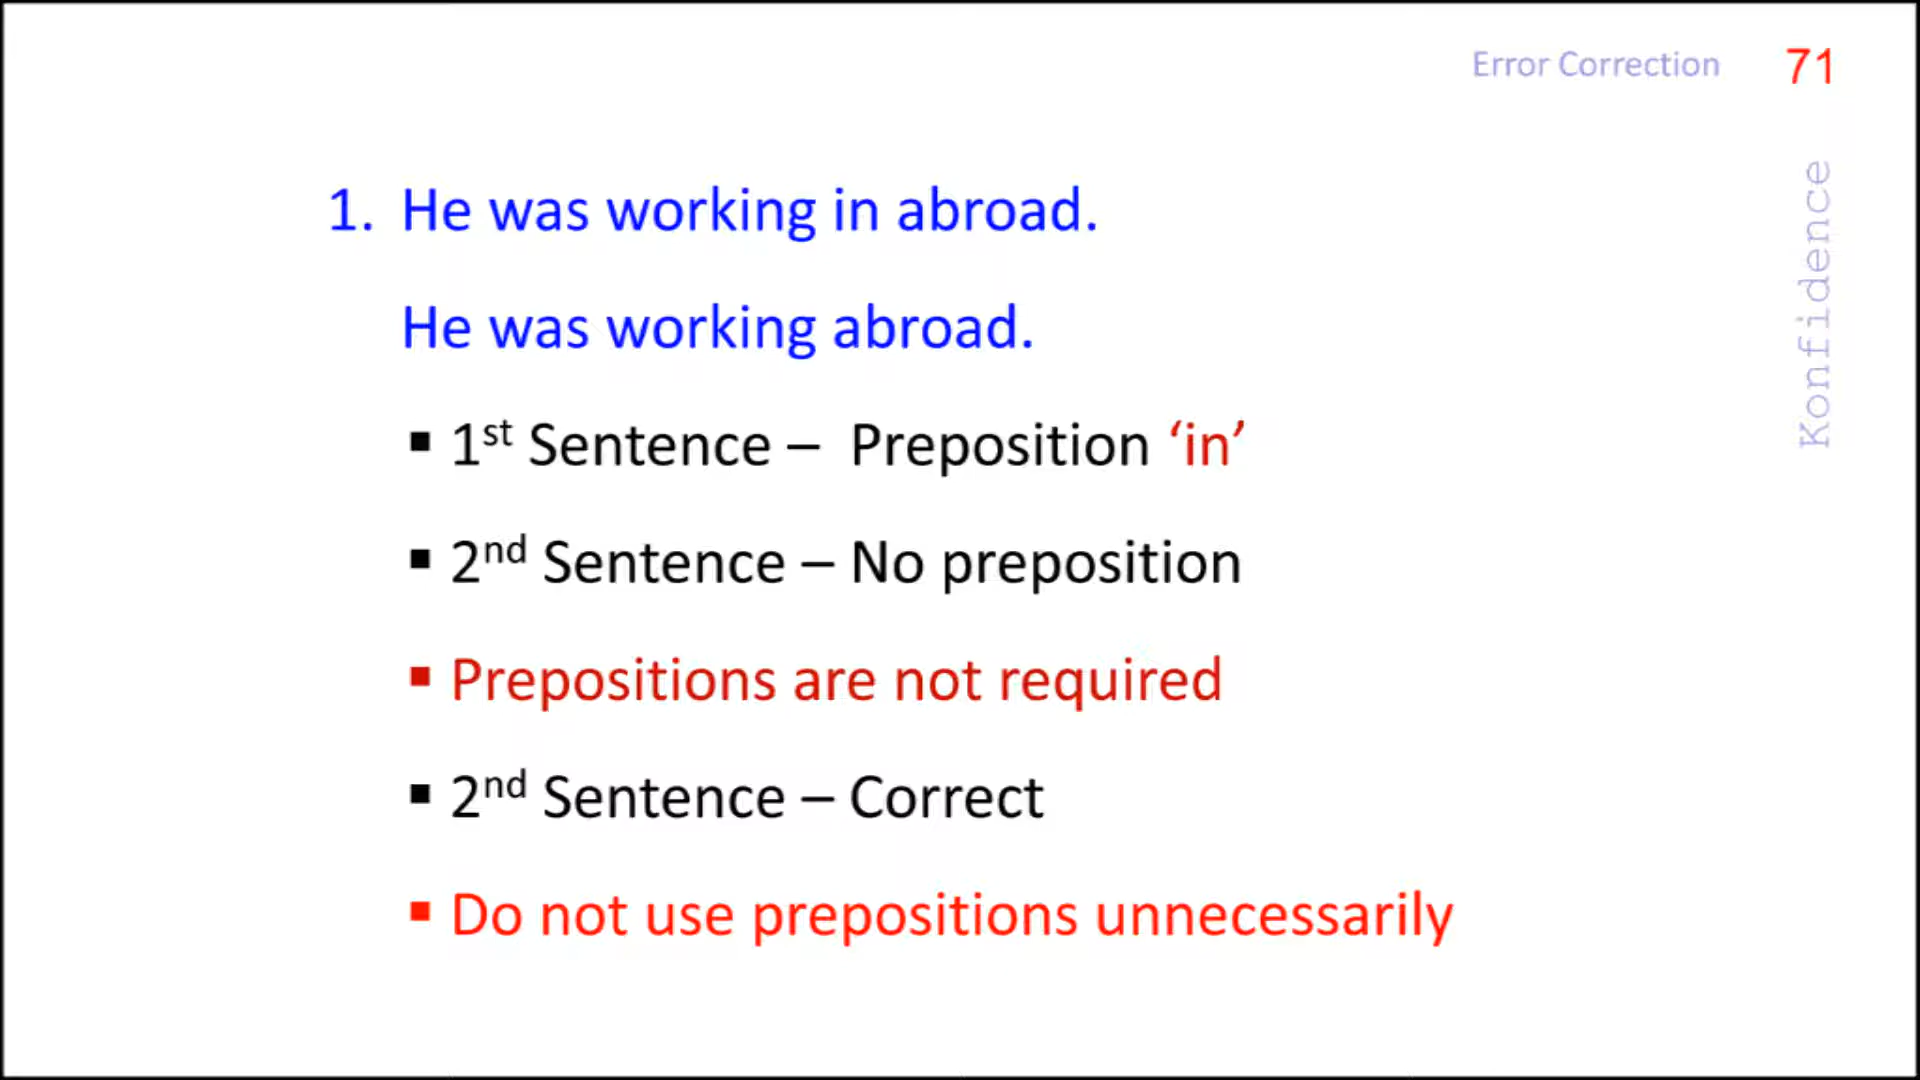 Error Correction 71
Konfidence
1. He was working in abroad.
He was working abroad.
▪ 1st Sentence – Preposition ‘in’
▪ 2nd Sentence – No preposition
▪ Prepositions are not required
▪ 2nd Sentence – Correct
▪ Do not use prepositions unnecessarily